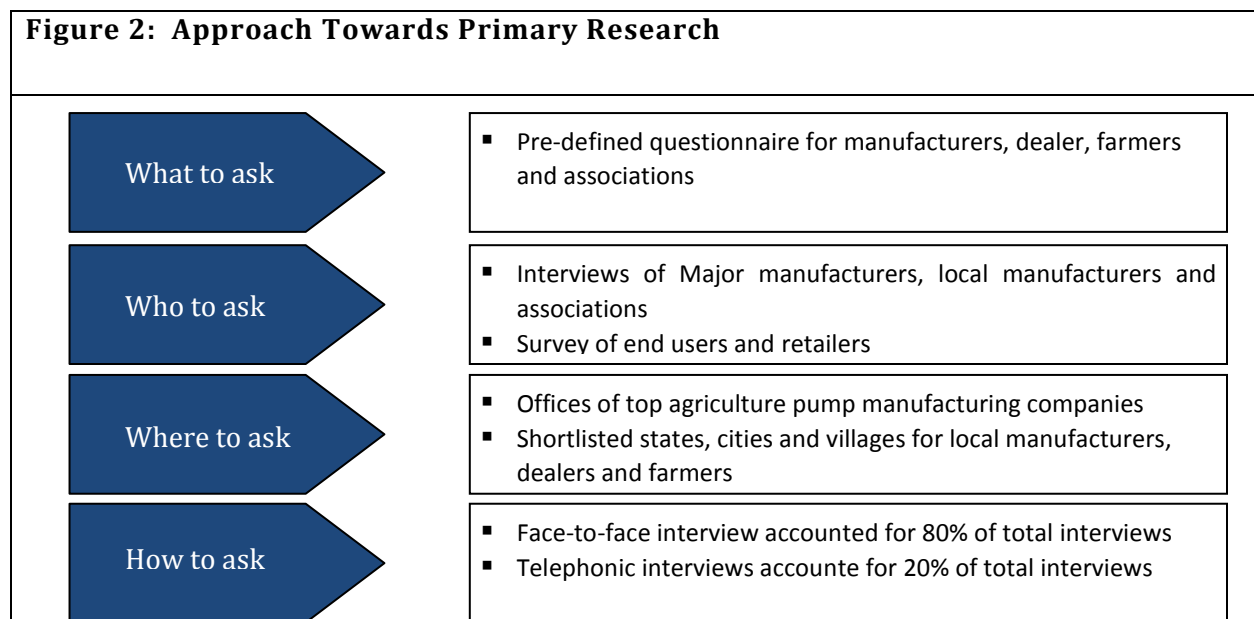 Figure 2: Approach Towards Primary Research
What to ask
▪ Pre-defined questionnaire for manufacturers, dealer, farmers
and associations
Who to ask
▪ Interviews of Major manufacturers, local manufacturers and
associations
▪ Survey of end users and retailers
Where to ask
▪ Offices of top agriculture pump manufacturing companies
▪ Shortlisted states, cities and villages for local manufacturers,
dealers and farmers
How to ask
▪ Face-to-face interview accounted for 80% of total interviews
▪ Telephonic interviews accounte for 20% of total interviews